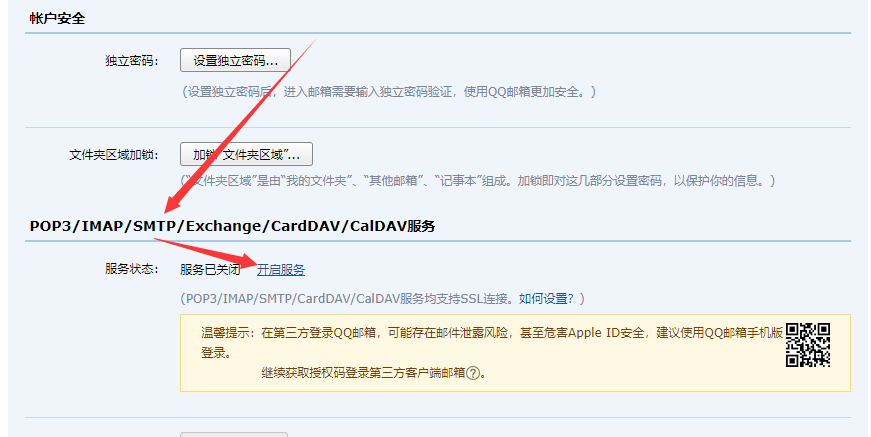 帐户安全
独立密码： 设置独立密码...
(设置独立密码后，进入邮箱需要输入独立密码验证，使用QQ邮箱更加安全。)
文件夹区域加锁： 加锁“文件夹区域”...
(“文件夹区域”是由“我的文件夹”、“其他邮箱”、“记事本”组成。加锁即对这几部分设置密码，以保护你的信息。)
POP3/IMAP/SMTP/Exchange/CardDAV/CalDAV服务
服务状态： 服务已关闭 开启服务
(POP3/IMAP/SMTP/CardDAV/CalDAV服务均支持SSL连接。如何设置？)
温馨提示：在第三方登录QQ邮箱，可能存在邮件泄露风险，甚至危害Apple ID安全，建议使用QQ邮箱手机版
登录。
继续获取授权码登录第三方客户端邮箱?。